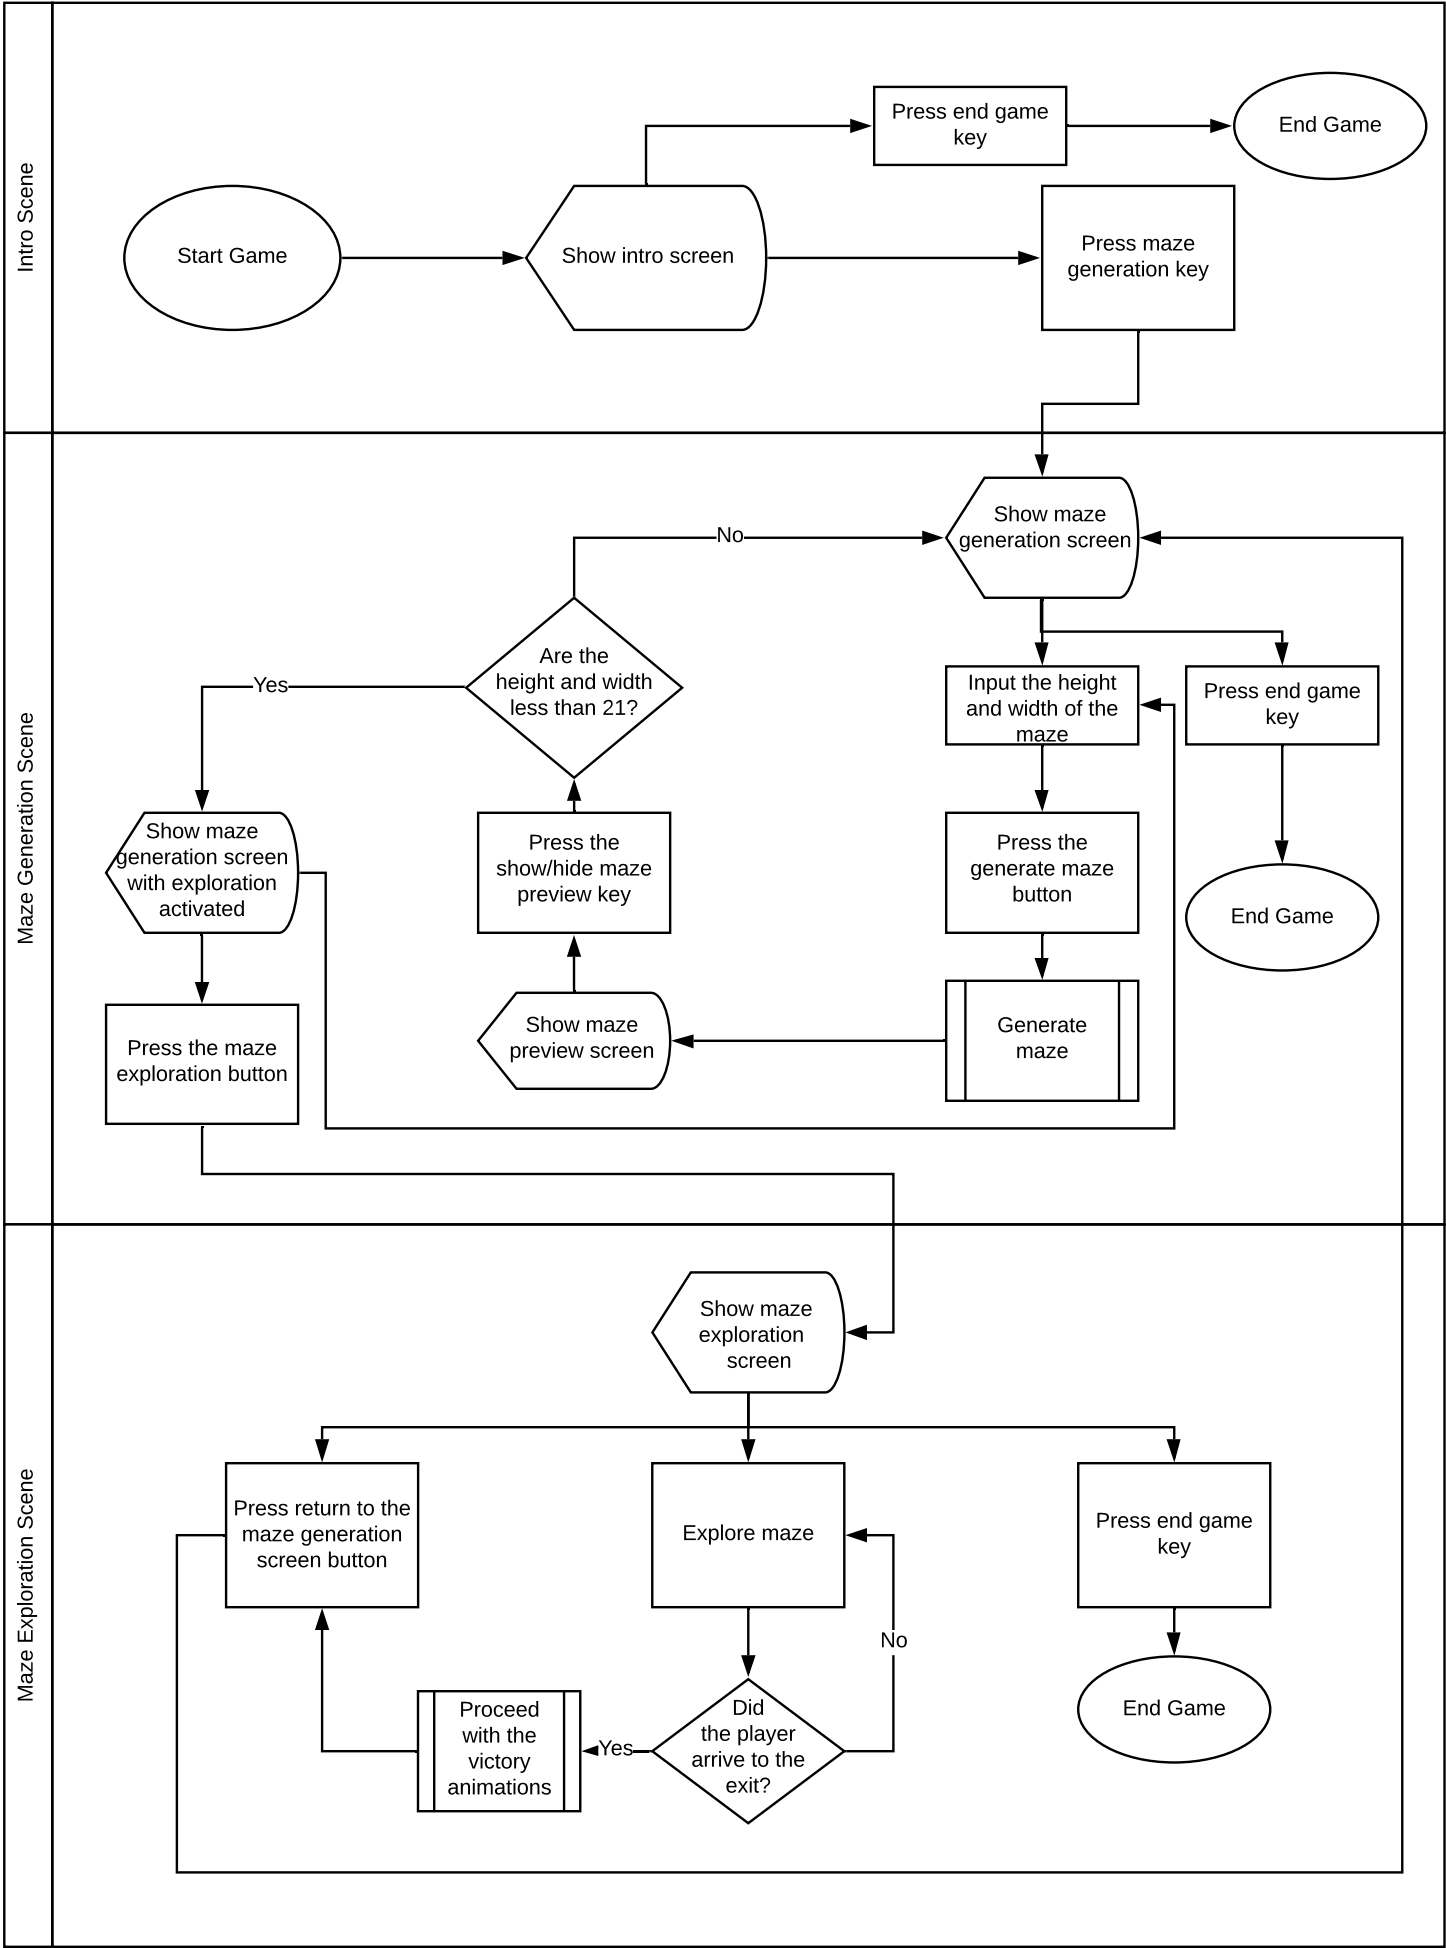 Intro Scene
Press end game
key
End Game
Start Game
Show intro screen
Press maze
generation key
Maze Generation Scene
Show maze
generation screen
No
Are the
height and width
less than 21?
Yes
Input the height
and width of the
maze
Press end game
key
Show maze
generation screen
with exploration
activated
Press the
show/hide maze
preview key
Press the
generate maze
button
End Game
Press the maze
exploration button
Show maze
preview screen
Generate
maze
Maze Exploration Scene
Show maze
exploration
screen
Press return to the
maze generation
screen button
Explore maze
Press end game
key
No
Proceed
with the
victory
animations
Yes
Did
the player
arrive to the
exit?
End Game